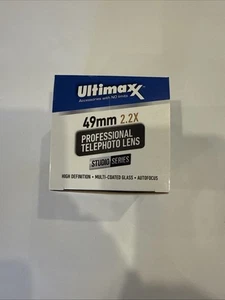 Ultimaxx
Accessories with NO limits
49mm 2.2X
PROFESSIONAL
TELEPHOTO LENS
STUDIO SERIES
HIGH DEFINITION • MULTI-COATED GLASS • AUTOFOCUS